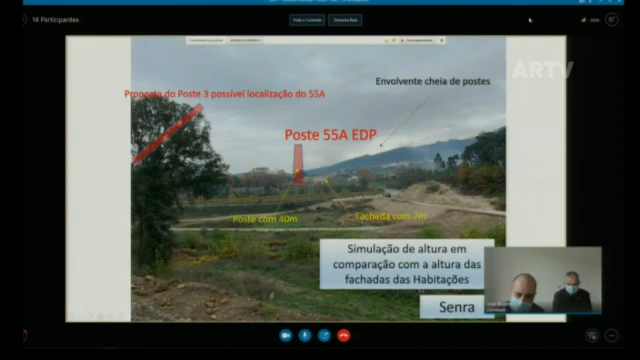 14 Participantes
ARTV
Envolvente cheia de postes
Proposta do Poste 3 possível localização do 55A
Poste 55A EDP
Poste com 40m
Fachada com 7m
Simulação de altura em
comparação com a altura das
fachadas das Habitações
Senra